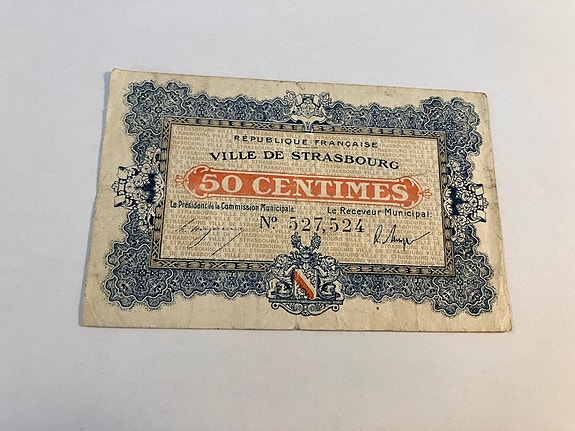 RÉPUBLIQUE FRANÇAISE
VILLE DE STRASBOURG
50 CENTIMES
Le Président de la Commission Municipale. Le Receveur Municipal.
No. 527,524